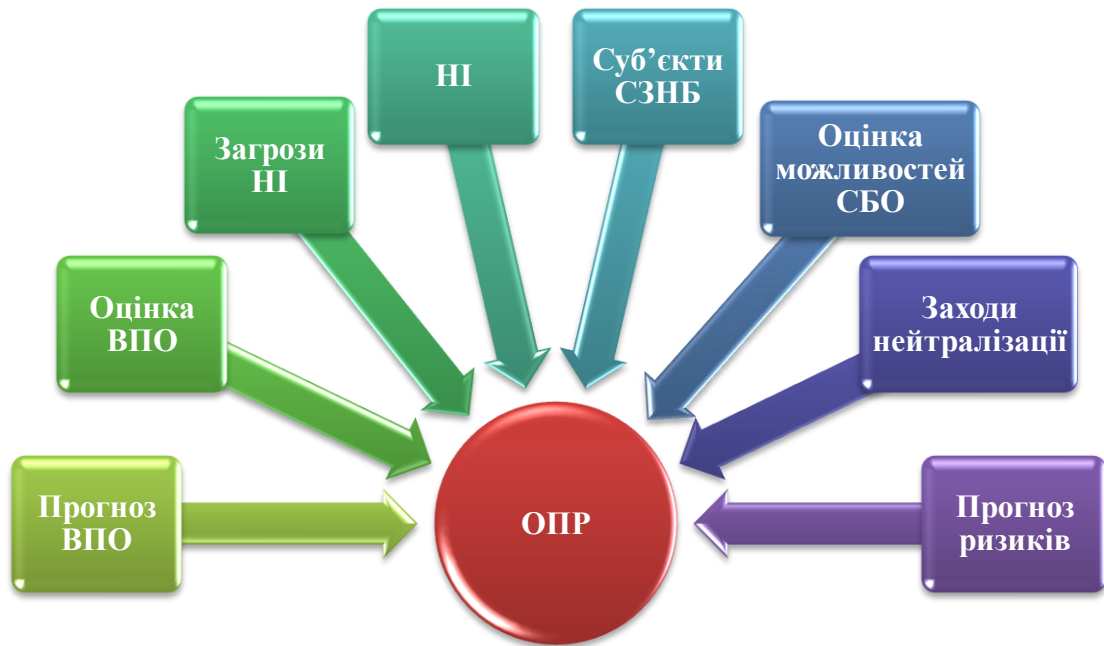 Прогноз
ВПО
Оцінка
ВПО
Загрози
НІ
НІ
Суб’єкти
СЗНБ
Оцінка
можливостей
СБО
Заходи
нейтралізації
Прогноз
ризиків
ОПР